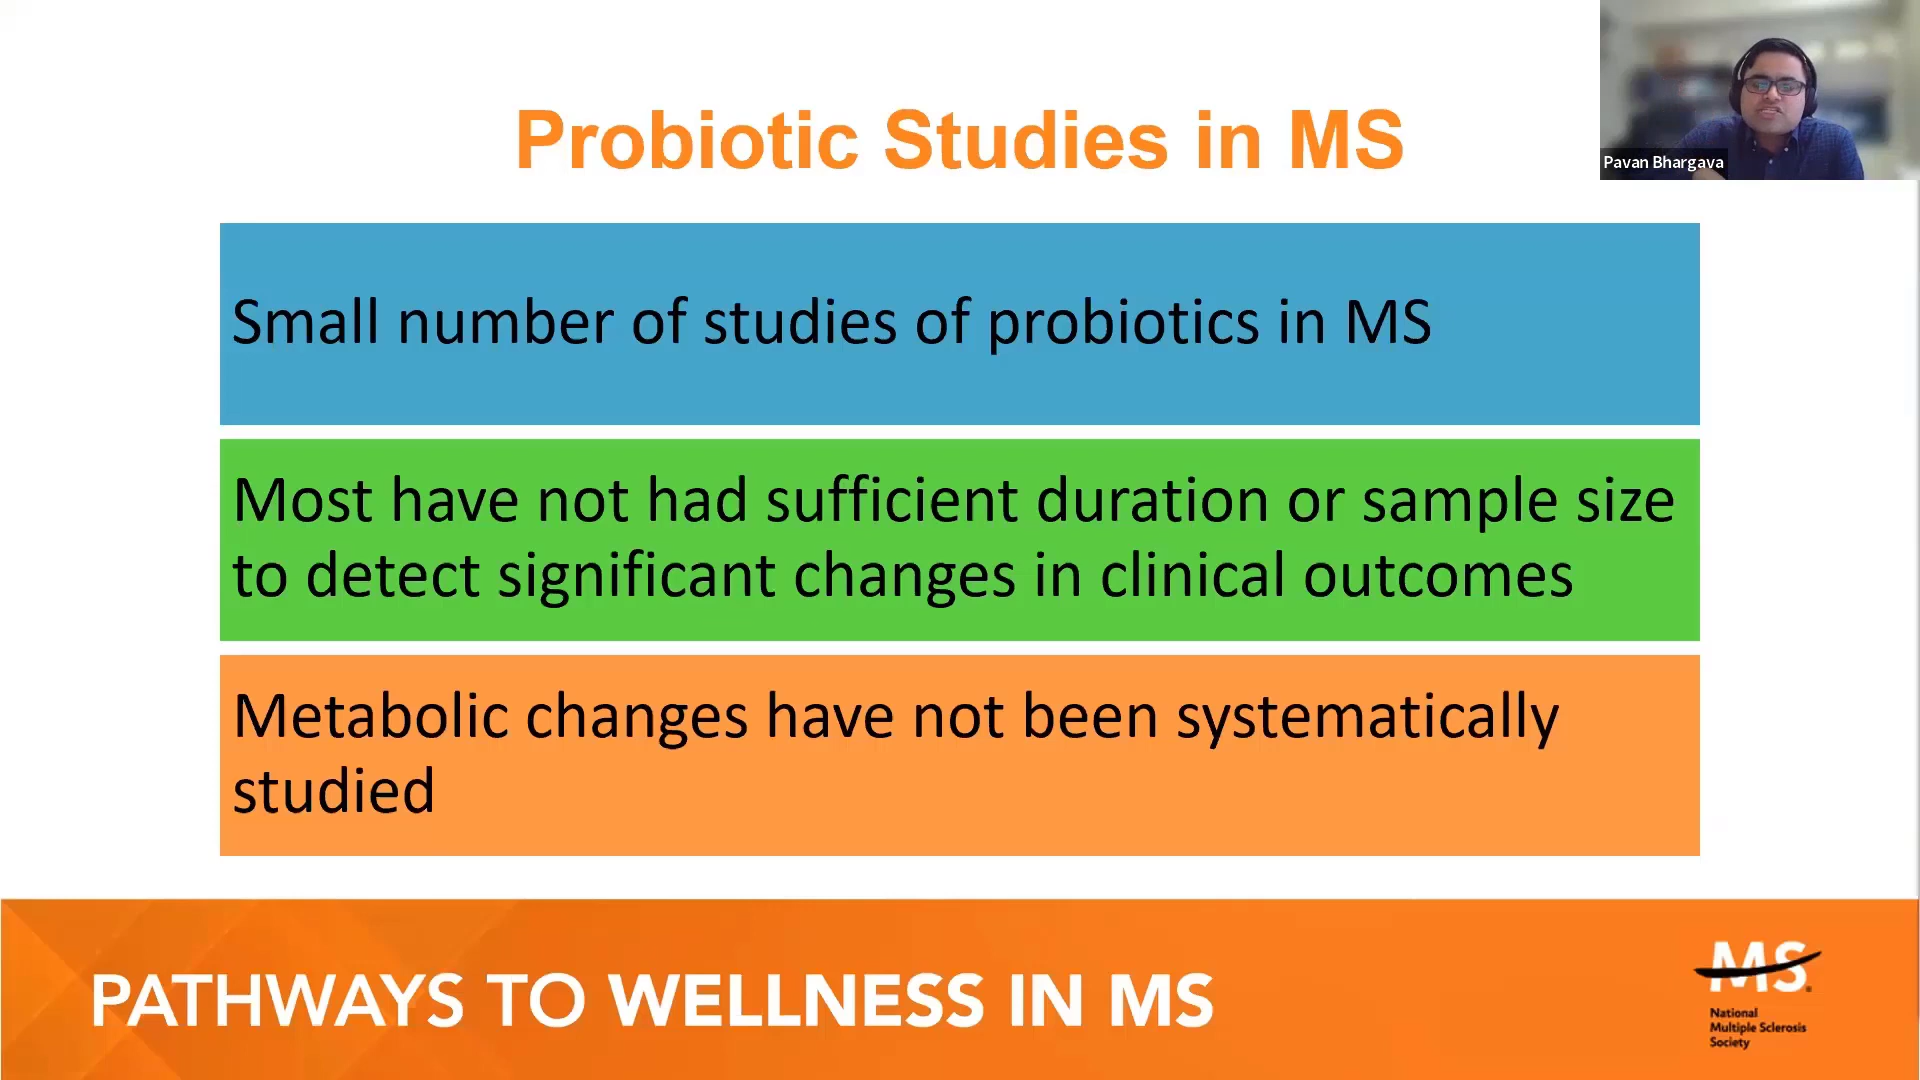 Probiotic Studies in MS
Pavan Bhargava
Small number of studies of probiotics in MS
Most have not had sufficient duration or sample size
to detect significant changes in clinical outcomes
Metabolic changes have not been systematically
studied
PATHWAYS TO WELLNESS IN MS
MS
National
Multiple Sclerosis
Society